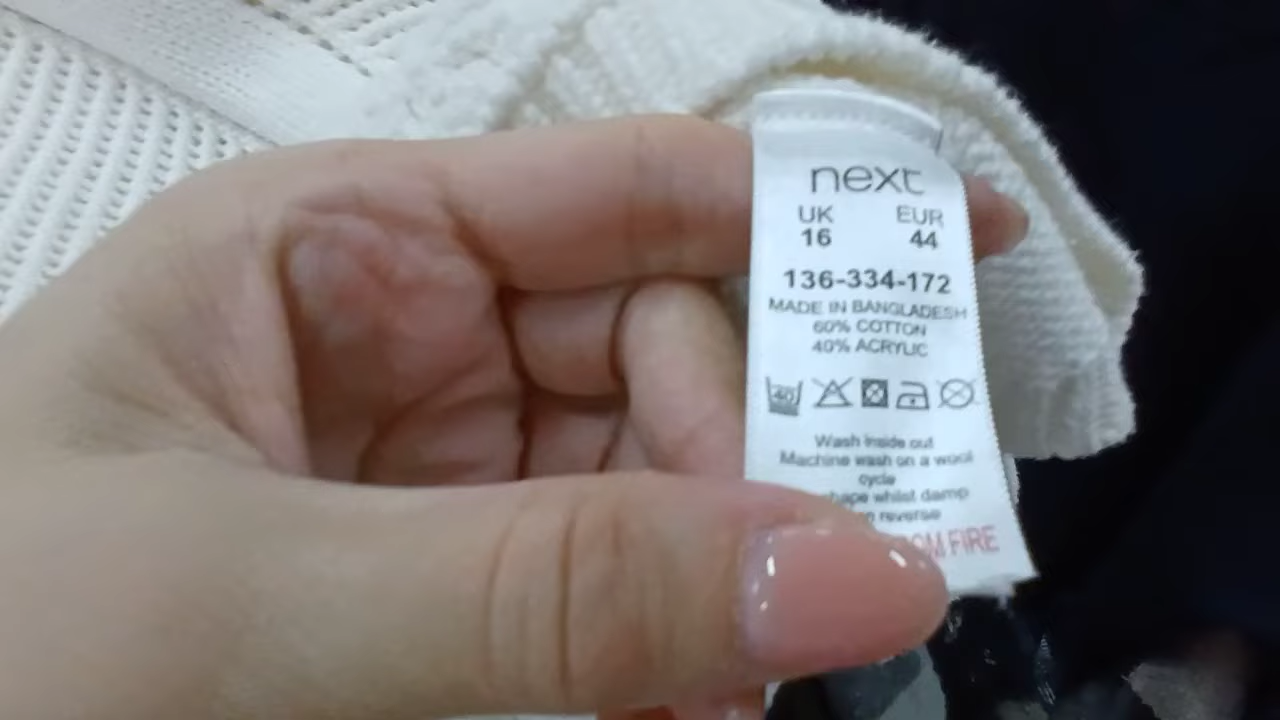 next
UK EUR
16 44
136-334-172
MADE IN BANGLADESH
60% COTTON
40% ACRYLIC
40
Wash inside out
Machine wash on a wool
cycle
whilst damp
reverse
FIRE